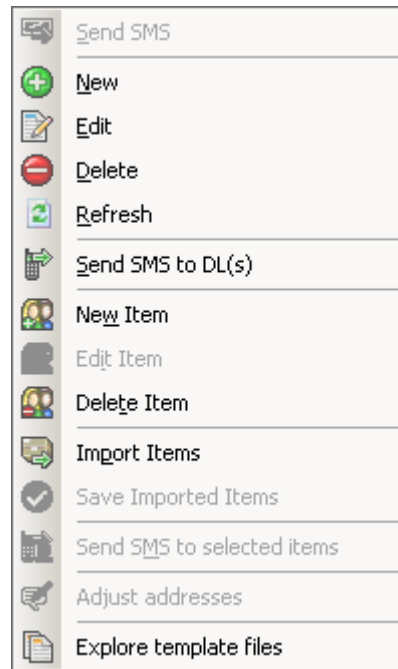 Send SMS
New
Edit
Delete
Refresh
Send SMS to DL(s)
New Item
Edit Item
Delete Item
Import Items
Save Imported Items
Send SMS to selected items
Adjust addresses
Explore template files